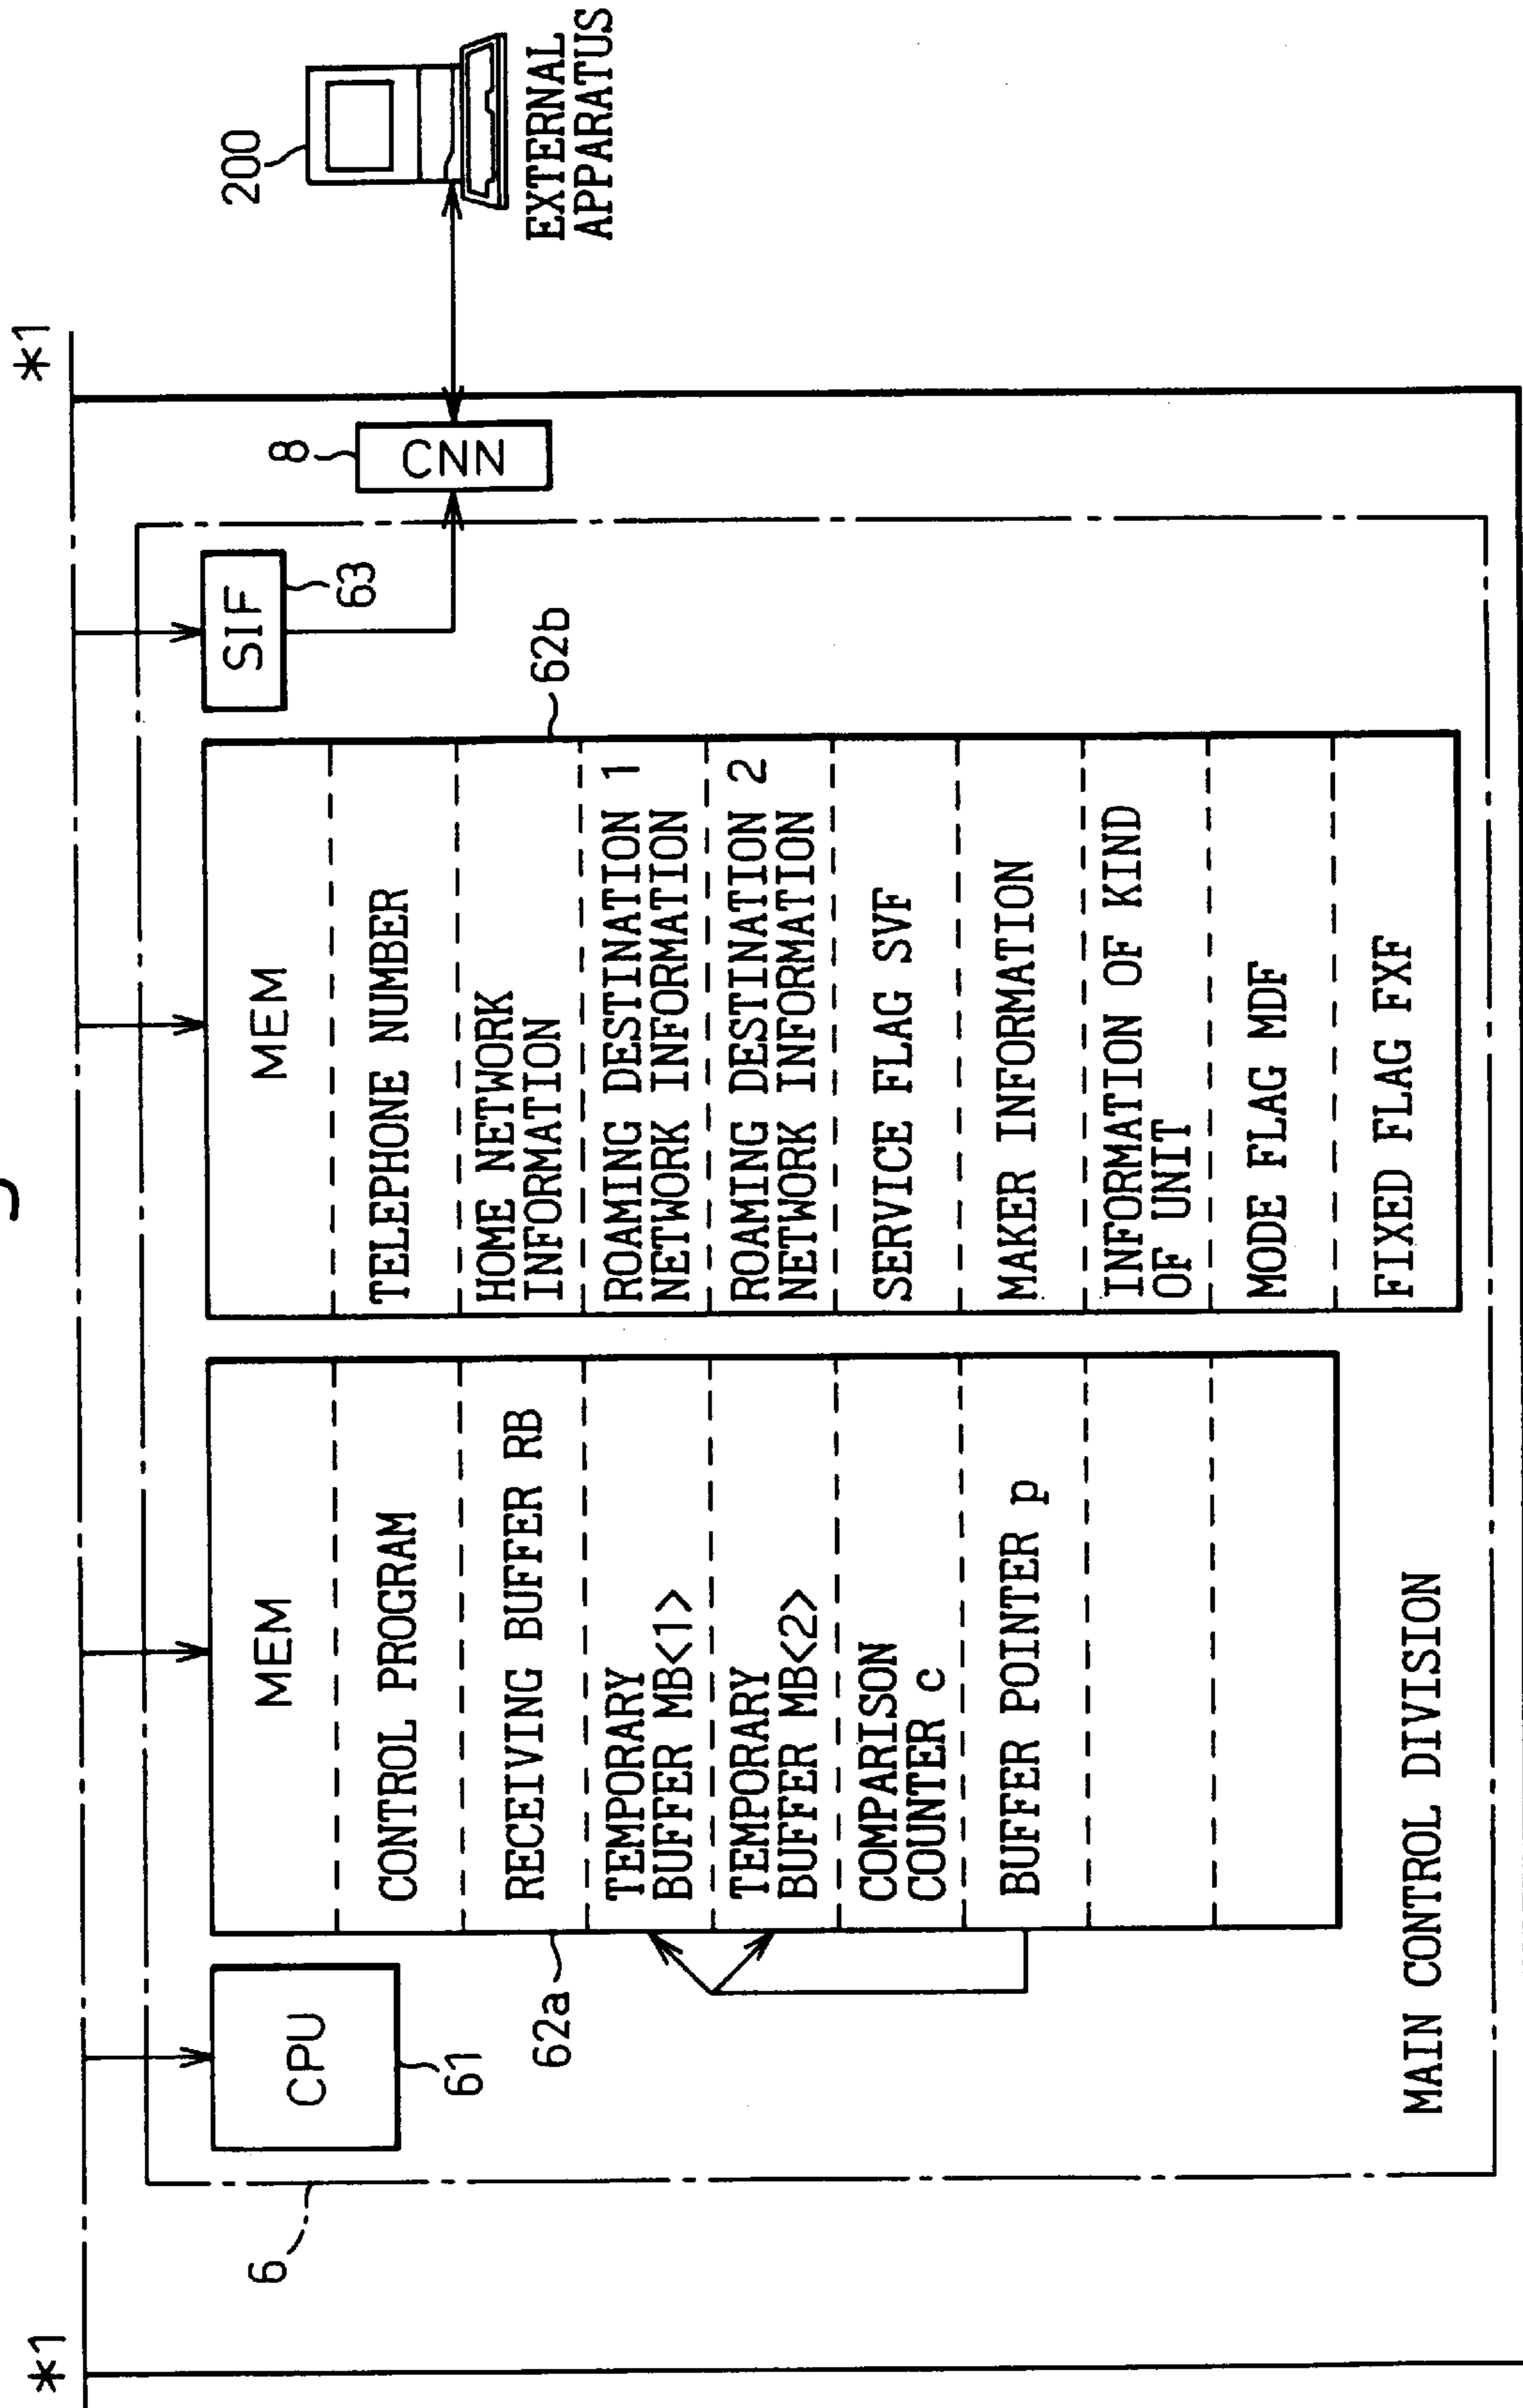 *1
*1
6
CPU
61
MEM
CONTROL PROGRAM
RECEIVING BUFFER RB
TEMPORARY
BUFFER MB<1>
TEMPORARY
BUFFER MB<2>
COMPARISON
COUNTER c
BUFFER POINTER p
62a
MEM
TELEPHONE NUMBER
HOME NETWORK
INFORMATION
ROAMING DESTINATION 1
NETWORK INFORMATION
ROAMING DESTINATION 2
NETWORK INFORMATION
SERVICE FLAG SVF
MAKER INFORMATION
INFORMATION OF KIND
OF UNIT
MODE FLAG MDF
FIXED FLAG FXF
62b
SIF
63
8
CNN
200
EXTERNAL
APPARATUS
MAIN CONTROL DIVISION